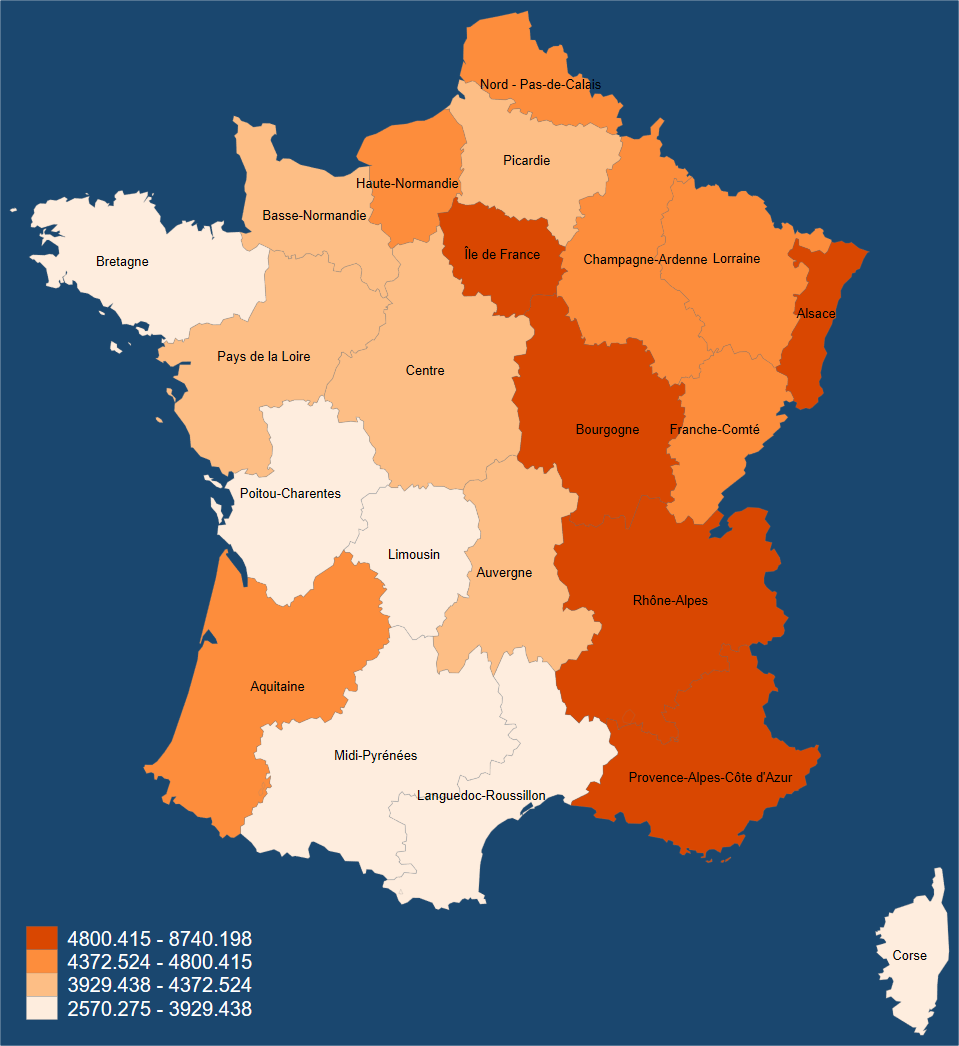 Nord - Pas-de-Calais
Picardie
Haute-Normandie
Basse-Normandie
Île de France
Champagne-Ardenne
Lorraine
Bretagne
Alsace
Pays de la Loire
Centre
Bourgogne
Franche-Comté
Poitou-Charentes
Limousin
Auvergne
Rhône-Alpes
Aquitaine
Midi-Pyrénées
Provence-Alpes-Côte d'Azur
Languedoc-Roussillon
Corse
4800.415 - 8740.198
4372.524 - 4800.415
3929.438 - 4372.524
2570.275 - 3929.438